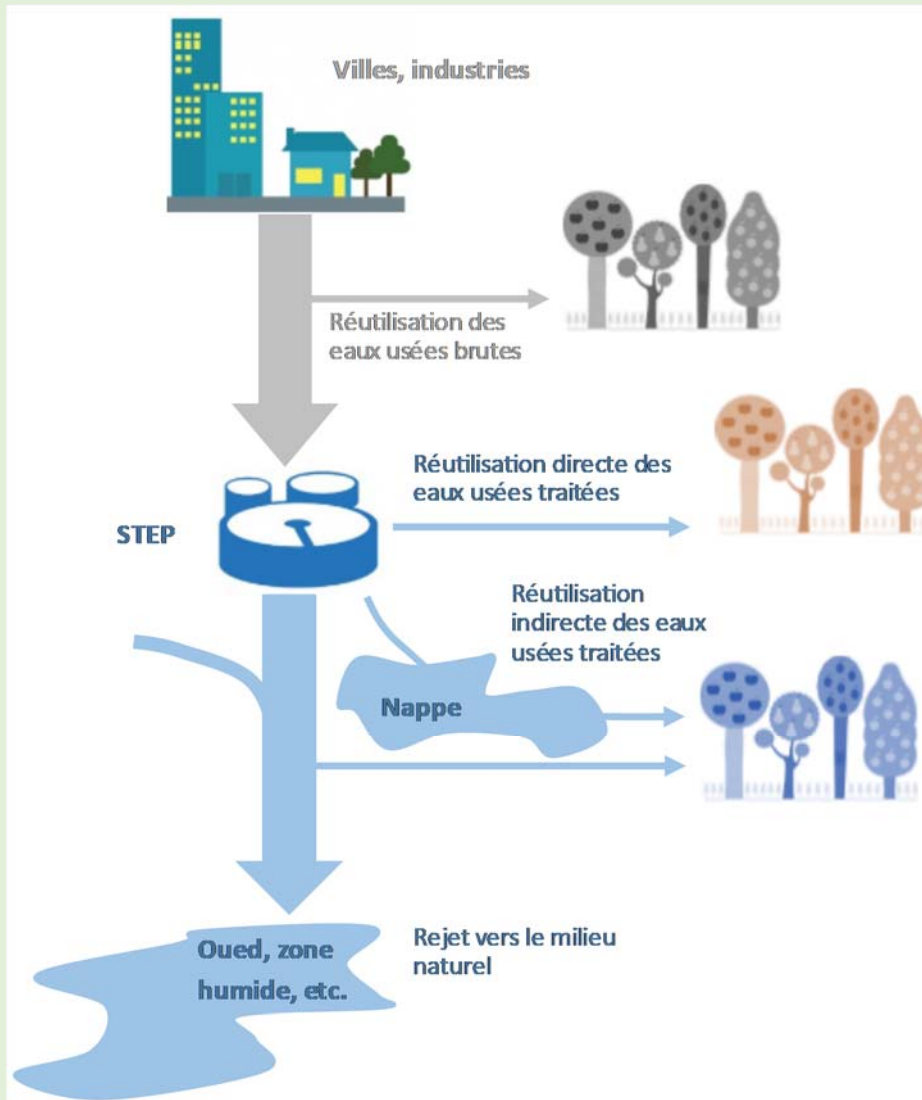 Villes, industries
Réutilisation des
eaux usées brutes
Réutilisation directe des
eaux usées traitées
STEP
Réutilisation
indirecte des eaux
usées traitées
Nappe
Oued, zone
humide, etc.
Rejet vers le milieu
naturel